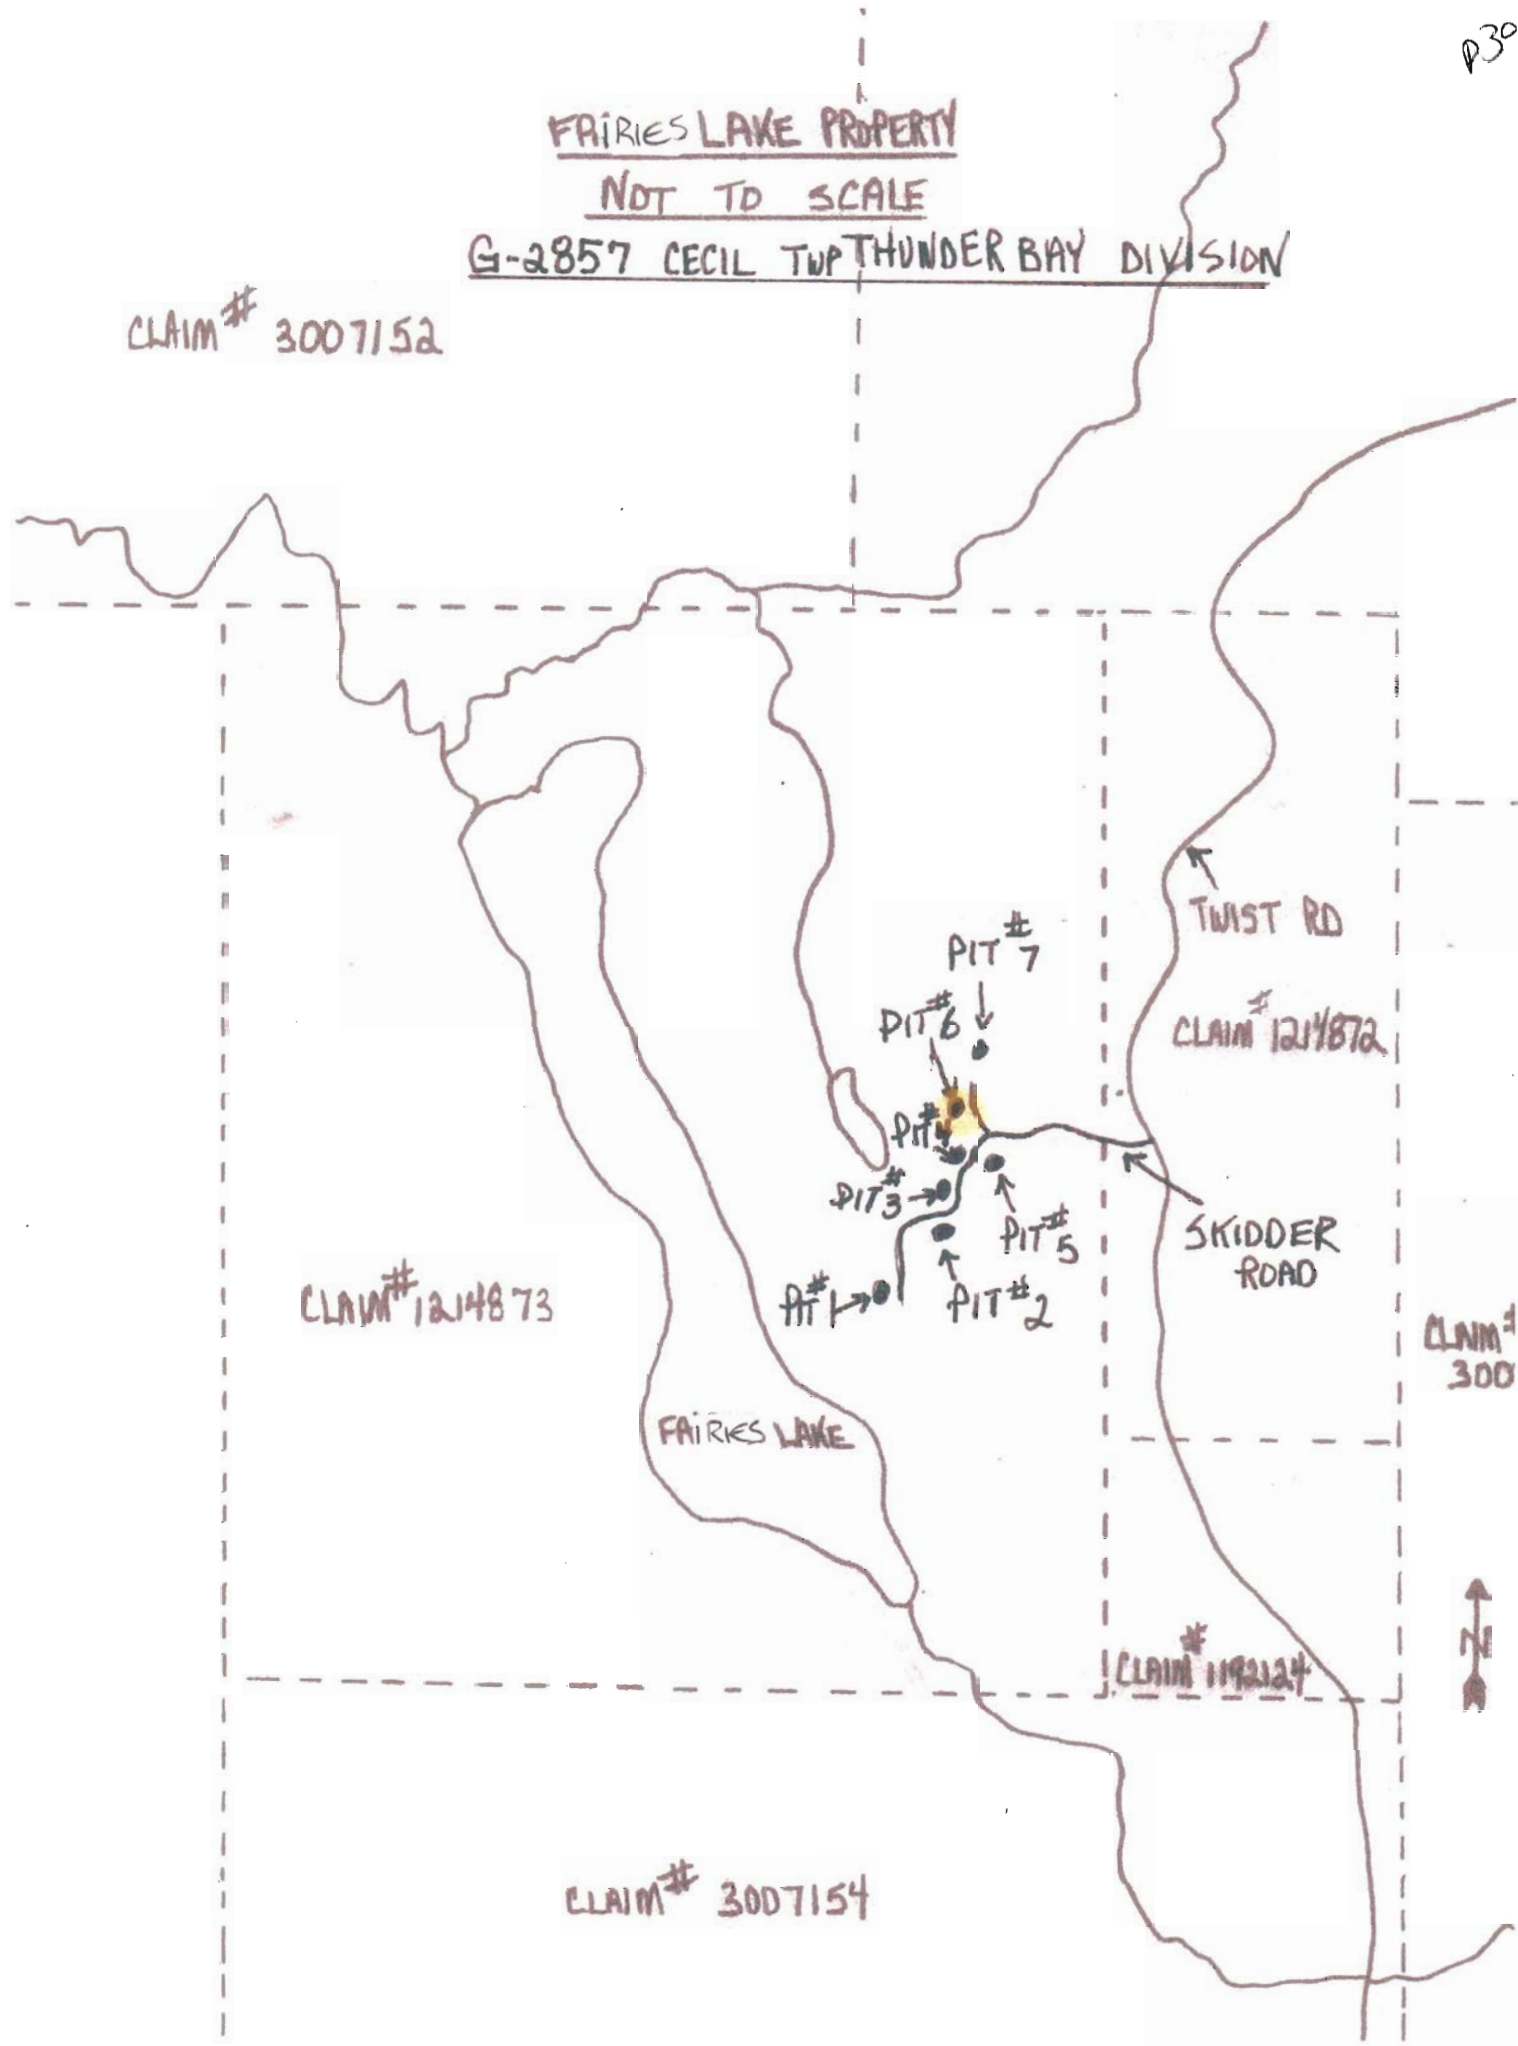 P30
FAiRIES LAKE PROPERTY
NOT TO SCALE
G-2857 CECIL TWP THUNDER BAY DIVISION
CLAIM # 3007152
TWIST RD
PIT # 7
PIT # 6
CLAIM # 1214872
PIT # 4
PIT # 3
PIT # 5
SKIDDER
ROAD
CLAIM # 1214873
PIT # 1
PIT # 2
CLAIM #
300
FAiRIES LAKE
N
CLAIM # 1192124
CLAIM # 3007154